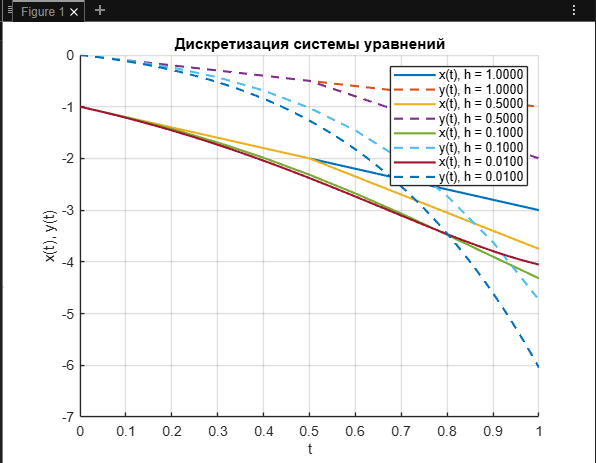 Figure 1 × +
Дискретизация системы уравнений
x(t), h = 1.0000
y(t), h = 1.0000
x(t), h = 0.5000
y(t), h = 0.5000
x(t), h = 0.1000
y(t), h = 0.1000
x(t), h = 0.0100
y(t), h = 0.0100
x(t), y(t)
0
-1
-2
-3
-4
-5
-6
-7
0 0.1 0.2 0.3 0.4 0.5 0.6 0.7 0.8 0.9 1
t